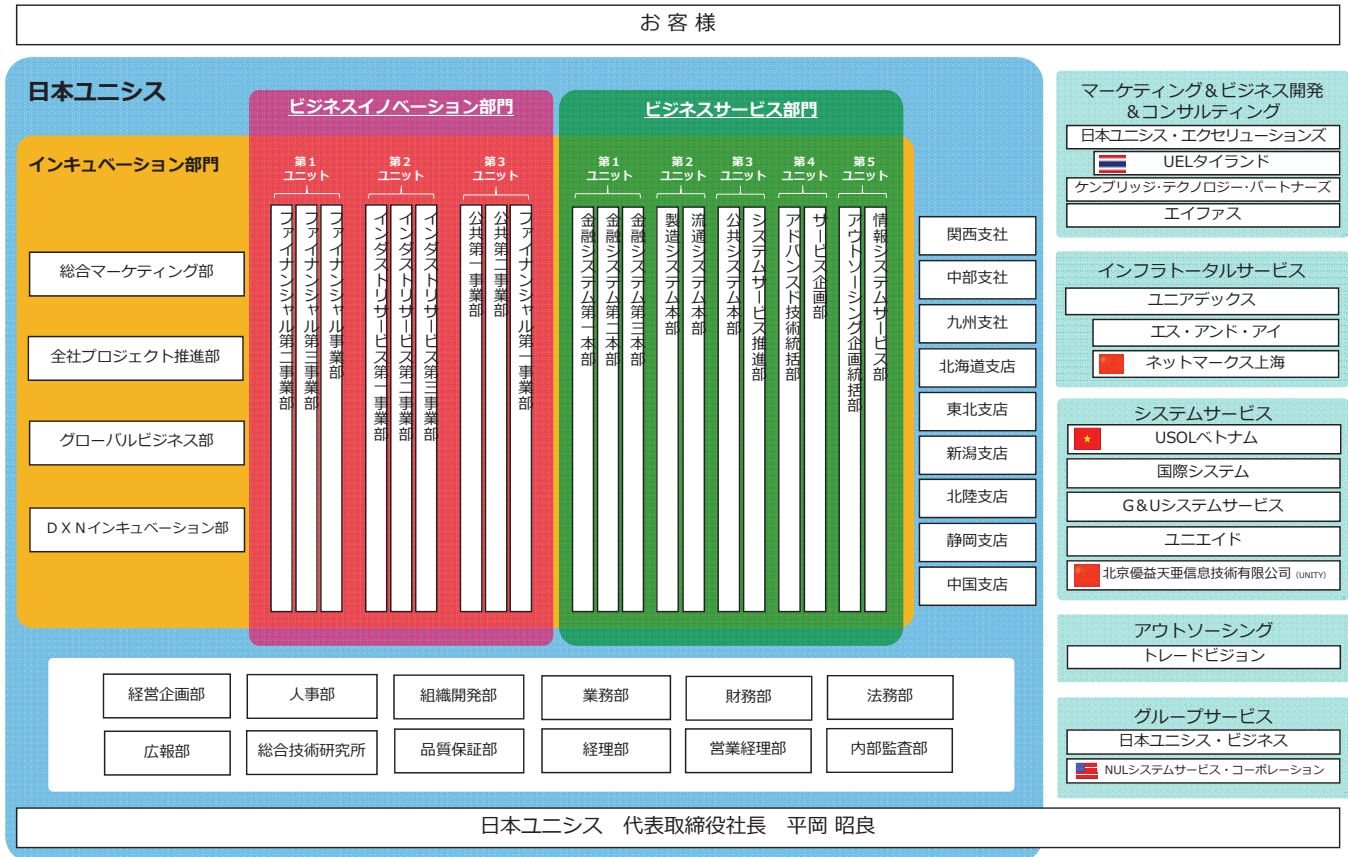 お 客 様
日本ユニシス
ビジネスイノベーション部門
ビジネスサービス部門
インキュベーション部門
総合マーケティング部
全社プロジェクト推進部
グローバルビジネス部
DXNインキュベーション部
第1
ユニット
ファイナンシャル第二事業部
ファイナンシャル第三事業部
ファイナンシャル事業部
第2
ユニット
インダストリサービス第一事業部
インダストリサービス第二事業部
インダストリサービス第三事業部
第3
ユニット
公共第一事業部
公共第二事業部
ファイナンシャル第一事業部
第1
ユニット
金融システム第一本部
金融システム第二本部
金融システム第三本部
第2
ユニット
製造システム本部
流通システム本部
第3
ユニット
公共システム本部
システムサービス推進部
第4
ユニット
アドバンスド技術統括部
サービス企画部
第5
ユニット
アウトソーシング企画統括部
情報システムサービス部
関西支社
中部支社
九州支社
北海道支店
東北支店
新潟支店
北陸支店
静岡支店
中国支店
経営企画部
人事部
組織開発部
業務部
財務部
法務部
広報部
総合技術研究所
品質保証部
経理部
営業経理部
内部監査部
日本ユニシス 代表取締役社長 平岡 昭良
マーケティング&ビジネス開発
&コンサルティング
日本ユニシス・エクセリューションズ
UELタイランド
ケンブリッジ・テクノロジー・パートナーズ
エイファス
インフラトータルサービス
ユニアデックス
エス・アンド・アイ
ネットマークス上海
システムサービス
USOLベトナム
国際システム
G&Uシステムサービス
ユニエイド
北京優益天亜信息技術有限公司 (UNITY)
アウトソーシング
トレードビジョン
グループサービス
日本ユニシス・ビジネス
NULシステムサービス・コーポレーション